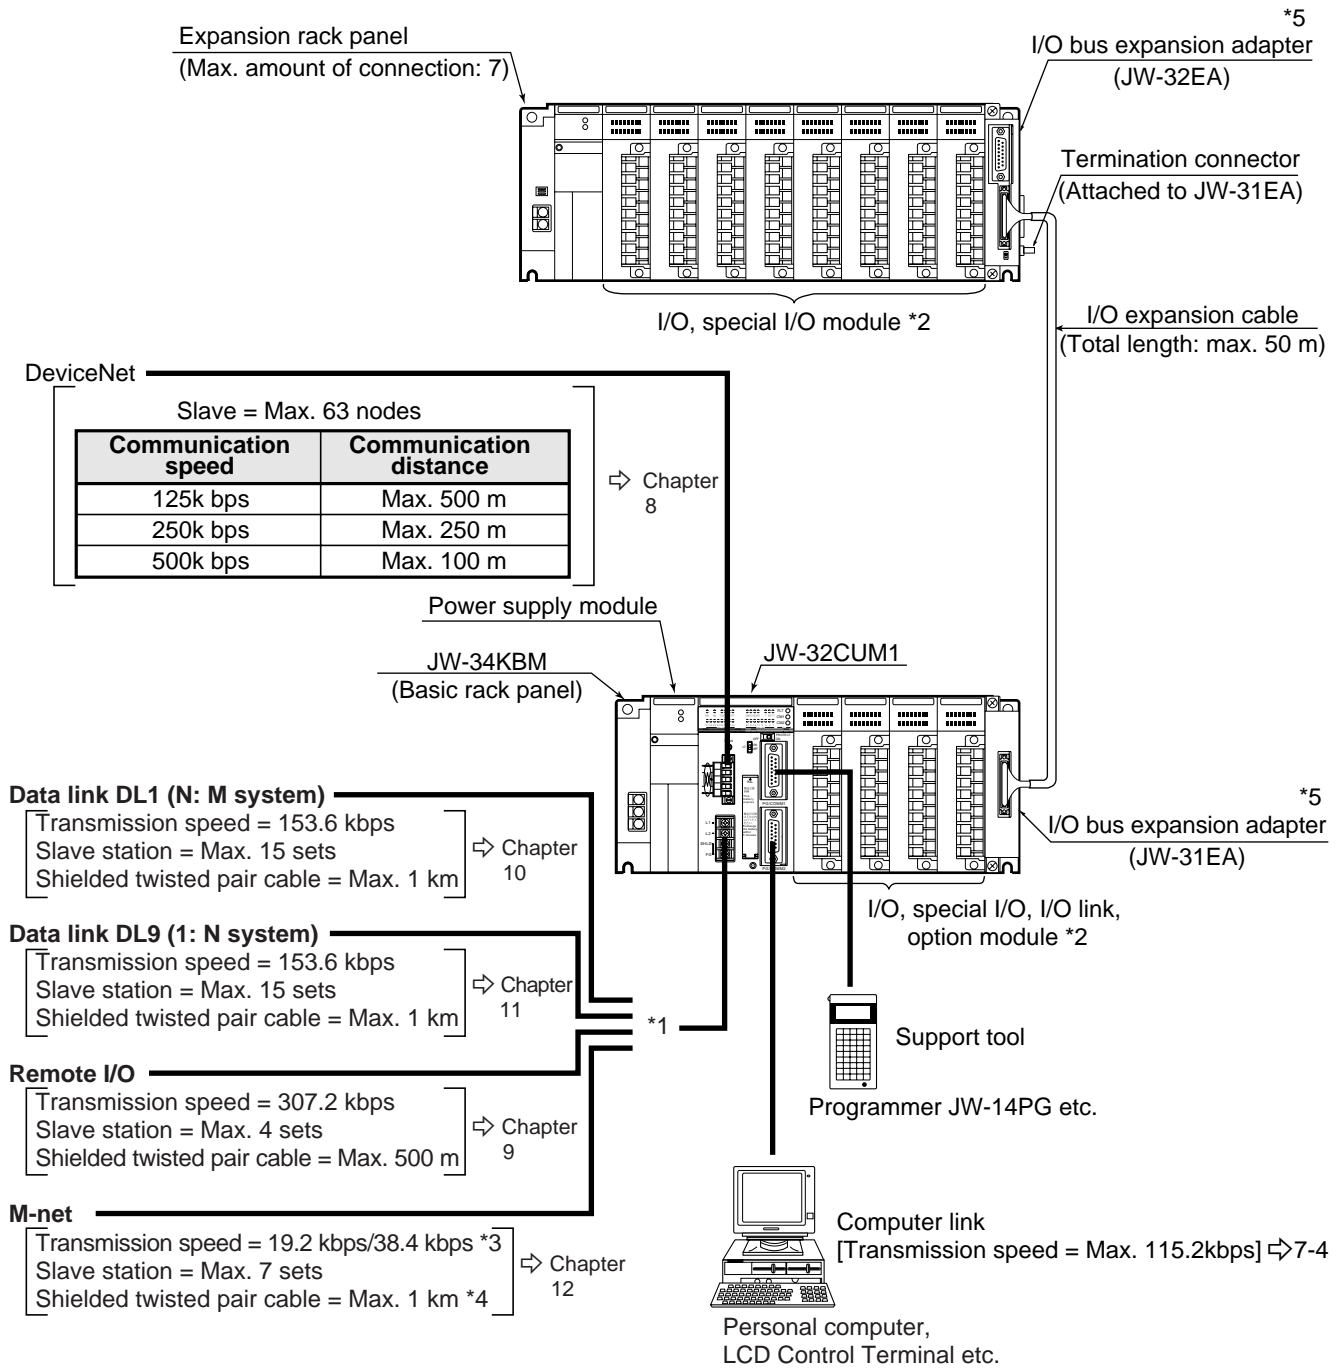 Expansion rack panel
(Max. amount of connection: 7)
*5
I/O bus expansion adapter
(JW-32EA)
Termination connector
(Attached to JW-31EA)
I/O, special I/O module *2
I/O expansion cable
(Total length: max. 50 m)
DeviceNet
Slave = Max. 63 nodes
Communication speed
Communication distance
125k bps
Max. 500 m
250k bps
Max. 250 m
500k bps
Max. 100 m
⇨ Chapter
8
Power supply module
JW-34KBM
(Basic rack panel)
JW-32CUM1
PG/COMM1
L1
L2
SHILD
FG
*5
I/O bus expansion adapter
(JW-31EA)
I/O, special I/O, I/O link,
option module *2
Data link DL1 (N: M system)
Transmission speed = 153.6 kbps
Slave station = Max. 15 sets
Shielded twisted pair cable = Max. 1 km
⇨ Chapter
10
Data link DL9 (1: N system)
Transmission speed = 153.6 kbps
Slave station = Max. 15 sets
Shielded twisted pair cable = Max. 1 km
⇨ Chapter
11
*1
Remote I/O
Transmission speed = 307.2 kbps
Slave station = Max. 4 sets
Shielded twisted pair cable = Max. 500 m
⇨ Chapter
9
M-net
Transmission speed = 19.2 kbps/38.4 kbps *3
Slave station = Max. 7 sets
Shielded twisted pair cable = Max. 1 km *4
⇨ Chapter
12
Support tool
Programmer JW-14PG etc.
Computer link
[Transmission speed = Max. 115.2kbps] ⇨7-4
Personal computer,
LCD Control Terminal etc.